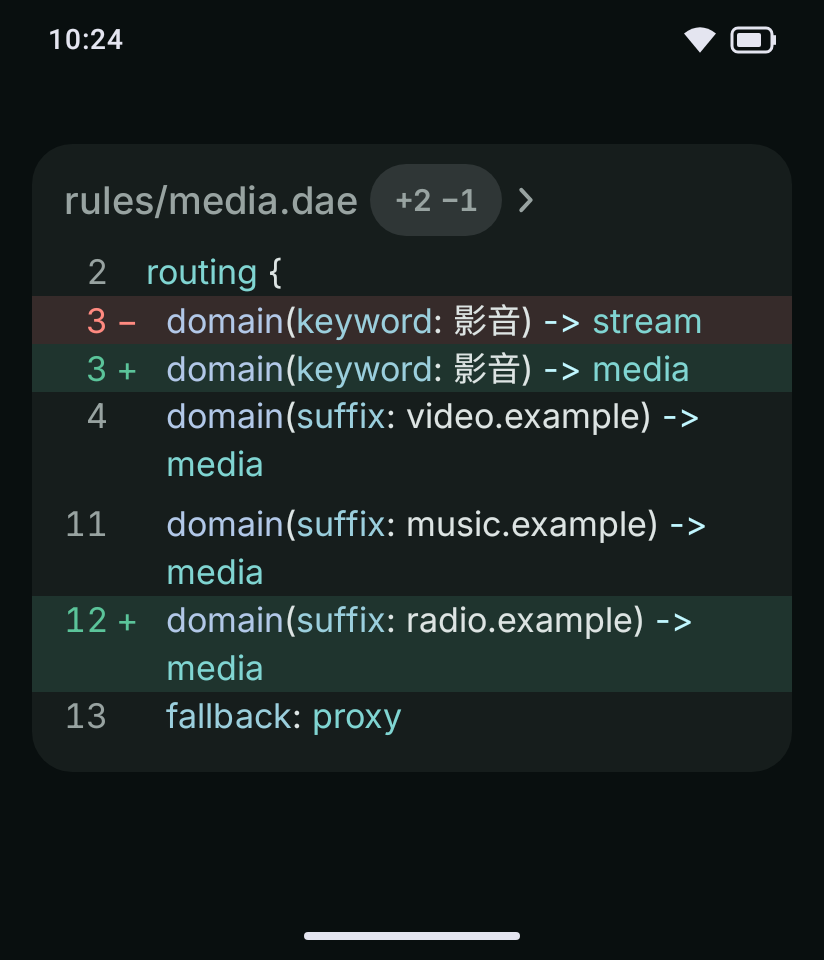 10:24
rules/media.dae +2 −1
2 routing {
3 − domain(keyword: 影音) -> stream
3 + domain(keyword: 影音) -> media
4 domain(suffix: video.example) ->
media
11 domain(suffix: music.example) ->
media
12 + domain(suffix: radio.example) ->
media
13 fallback: proxy